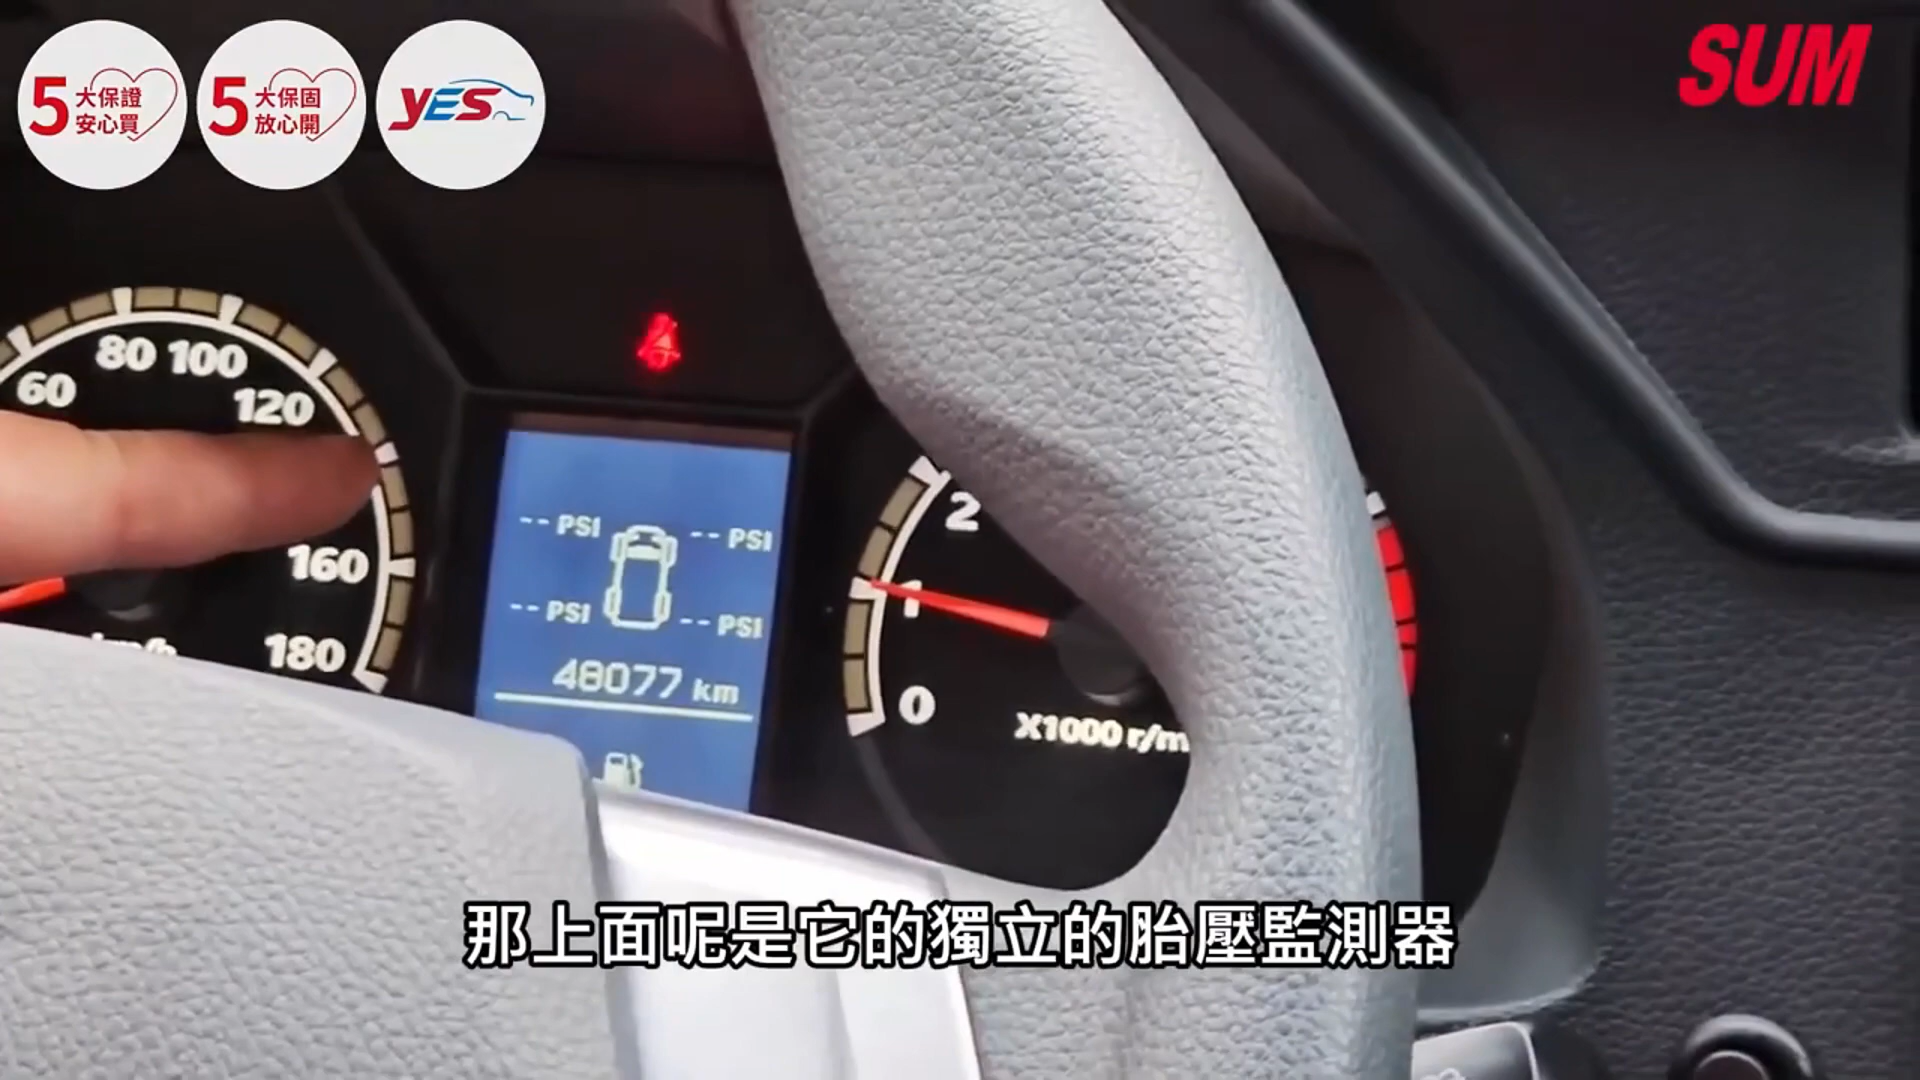 5大保證
安心買
5大保固
放心開
YES
SUM
60
80
100
120
160
180
km/h
-- PSI
-- PSI
-- PSI
-- PSI
48077 km
2
1
0
X1000 r/m
那上面呢是它的獨立的胎壓監測器